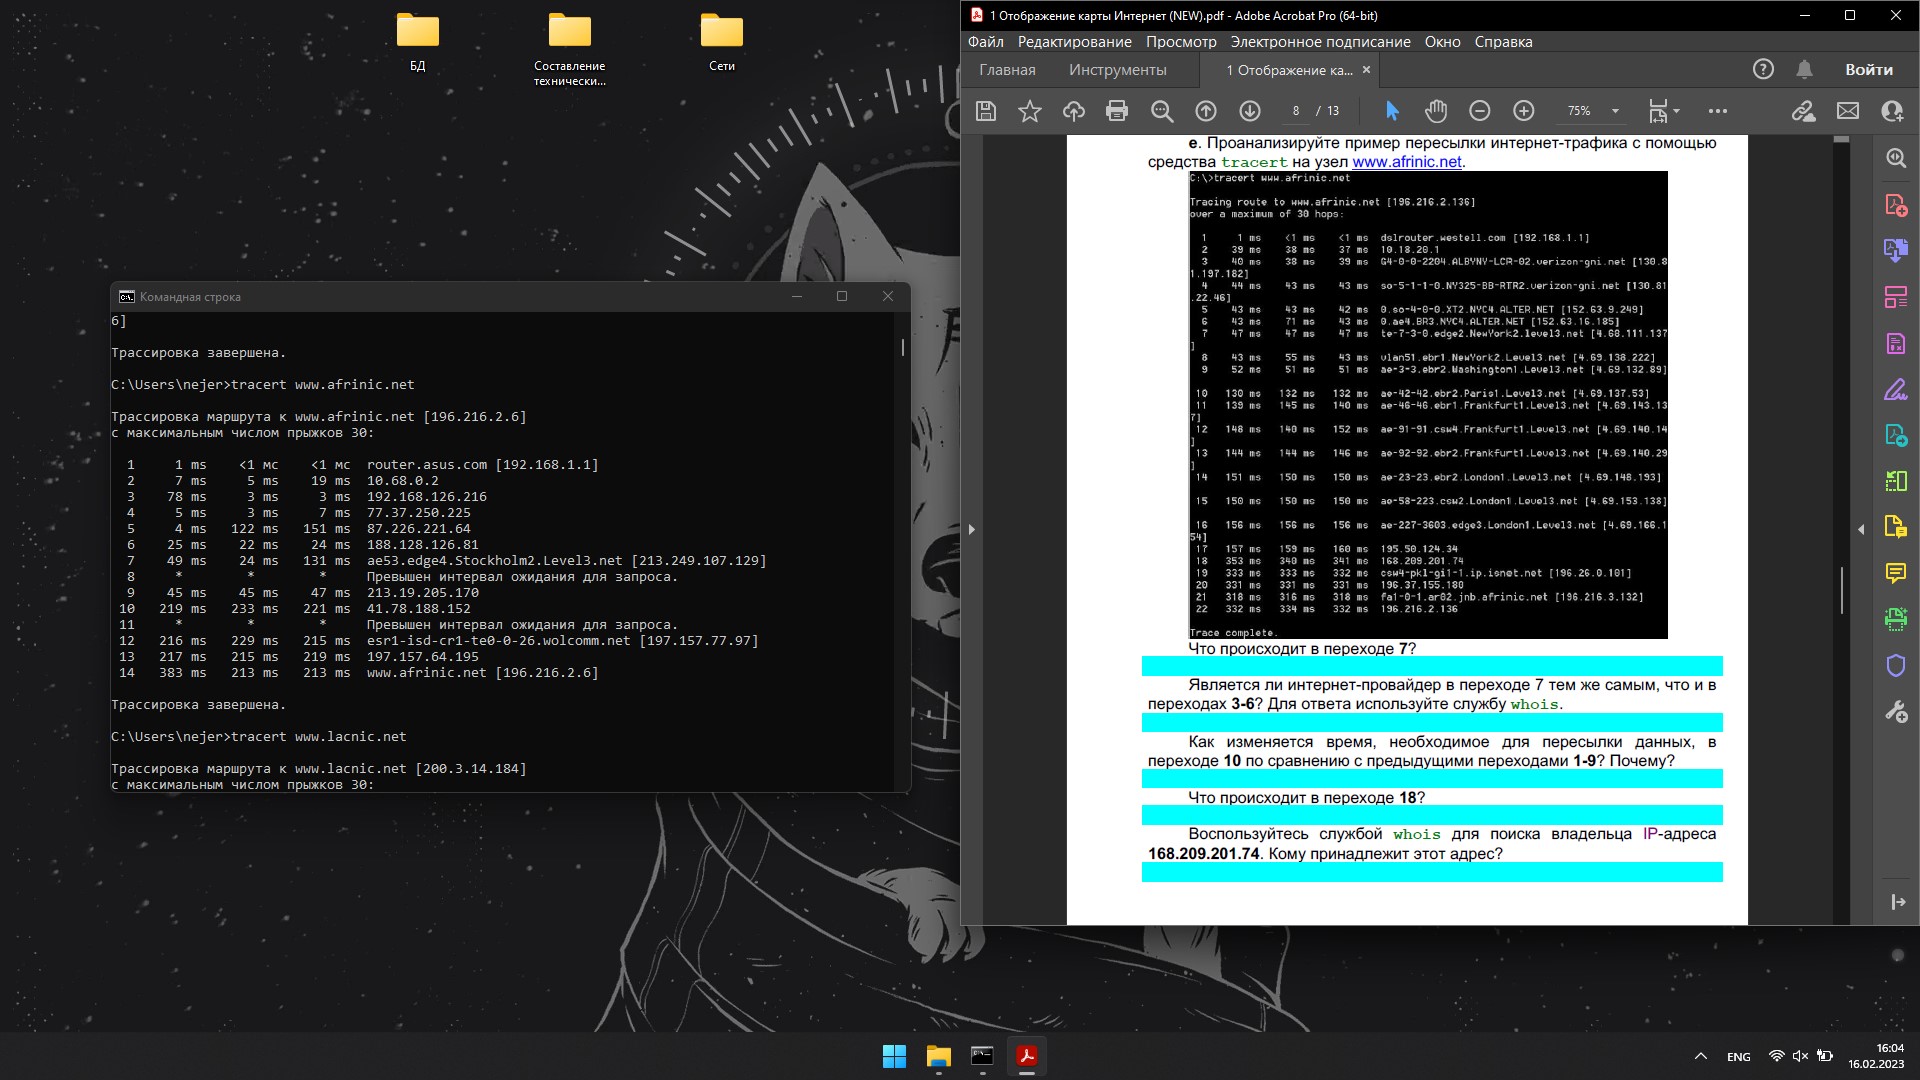 БД
Составление
технически...
Сети
Командная строка
6]
Трассировка завершена.
C:\Users\nejer>tracert www.afrinic.net
Трассировка маршрута к www.afrinic.net [196.216.2.6]
с максимальным числом прыжков 30:
1 1 ms <1 мс <1 мс router.asus.com [192.168.1.1]
2 7 ms 5 ms 19 ms 10.68.0.2
3 78 ms 3 ms 3 ms 192.168.126.216
4 5 ms 3 ms 7 ms 77.37.250.225
5 4 ms 122 ms 151 ms 87.226.221.64
6 25 ms 22 ms 24 ms 188.128.126.81
7 49 ms 24 ms 131 ms ae53.edge4.Stockholm2.Level3.net [213.249.107.129]
8 * * * Превышен интервал ожидания для запроса.
9 45 ms 45 ms 47 ms 213.19.205.170
10 219 ms 233 ms 221 ms 41.78.188.152
11 * * * Превышен интервал ожидания для запроса.
12 216 ms 229 ms 215 ms esr1-isd-cr1-te0-0-26.wolcomm.net [197.157.77.97]
13 217 ms 215 ms 219 ms 197.157.64.195
14 383 ms 213 ms 213 ms www.afrinic.net [196.216.2.6]
Трассировка завершена.
C:\Users\nejer>tracert www.lacnic.net
Трассировка маршрута к www.lacnic.net [200.3.14.184]
с максимальным числом прыжков 30:
1 Отображение карты Интернет (NEW).pdf - Adobe Acrobat Pro (64-bit)
Файл Редактирование Просмотр Электронное подписание Окно Справка
Главная Инструменты 1 Отображение ка... × Войти
8 / 13 75%
е. Проанализируйте пример пересылки интернет-трафика с помощью
средства tracert на узел www.afrinic.net.
C:\>tracert www.afrinic.net
Tracing route to www.afrinic.net [196.216.2.136]
over a maximum of 30 hops:
1 1 ms <1 ms <1 ms dslrouter.westell.com [192.168.1.1]
2 39 ms 38 ms 37 ms 10.18.20.1
3 40 ms 38 ms 39 ms G4-0-0-2204.ALBYNY-LCR-02.verizon-gni.net [130.8
1.197.182]
4 44 ms 43 ms 43 ms so-5-1-1-0.NY325-BB-RTR2.verizon-gni.net [130.81
.22.46]
5 43 ms 43 ms 42 ms 0.so-4-0-0.XT2.NYC4.ALTER.NET [152.63.9.249]
6 43 ms 71 ms 43 ms 0.ae4.BR3.NYC4.ALTER.NET [152.63.16.185]
7 47 ms 47 ms 47 ms te-7-3-0.edge2.NewYork2.level3.net [4.68.111.137
]
8 43 ms 55 ms 43 ms vlan51.ebr1.NewYork2.Level3.net [4.69.138.222]
9 52 ms 51 ms 51 ms ae-3-3.ebr2.Washington1.Level3.net [4.69.132.89]
10 130 ms 132 ms 132 ms ae-42-42.ebr2.Paris1.Level3.net [4.69.137.53]
11 139 ms 145 ms 140 ms ae-46-46.ebr1.Frankfurt1.Level3.net [4.69.143.13
7]
12 148 ms 140 ms 152 ms ae-91-91.csw4.Frankfurt1.Level3.net [4.69.140.14
]
13 144 ms 144 ms 146 ms ae-92-92.ebr2.Frankfurt1.Level3.net [4.69.140.29
]
14 151 ms 150 ms 150 ms ae-23-23.ebr2.London1.Level3.net [4.69.148.193]
15 150 ms 150 ms 150 ms ae-58-223.csw2.London1.Level3.net [4.69.153.138]
16 156 ms 156 ms 156 ms ae-227-3603.edge3.London1.Level3.net [4.69.166.1
54]
17 157 ms 159 ms 160 ms 195.50.124.34
18 353 ms 340 ms 341 ms 168.209.201.74
19 333 ms 333 ms 332 ms csw4-pkl-gi1-1.ip.isnet.net [196.26.0.101]
20 331 ms 331 ms 331 ms 196.37.155.180
21 318 ms 316 ms 318 ms fa1-0-1.ar02.jnb.afrinic.net [196.216.3.132]
22 332 ms 334 ms 332 ms 196.216.2.136
Trace complete.
Что происходит в переходе 7?
Является ли интернет-провайдер в переходе 7 тем же самым, что и в
переходах 3-6? Для ответа используйте службу whois.
Как изменяется время, необходимое для пересылки данных, в
переходе 10 по сравнению с предыдущими переходами 1-9? Почему?
Что происходит в переходе 18?
Воспользуйтесь службой whois для поиска владельца IP-адреса
168.209.201.74. Кому принадлежит этот адрес?
ENG
16:04
16.02.2023